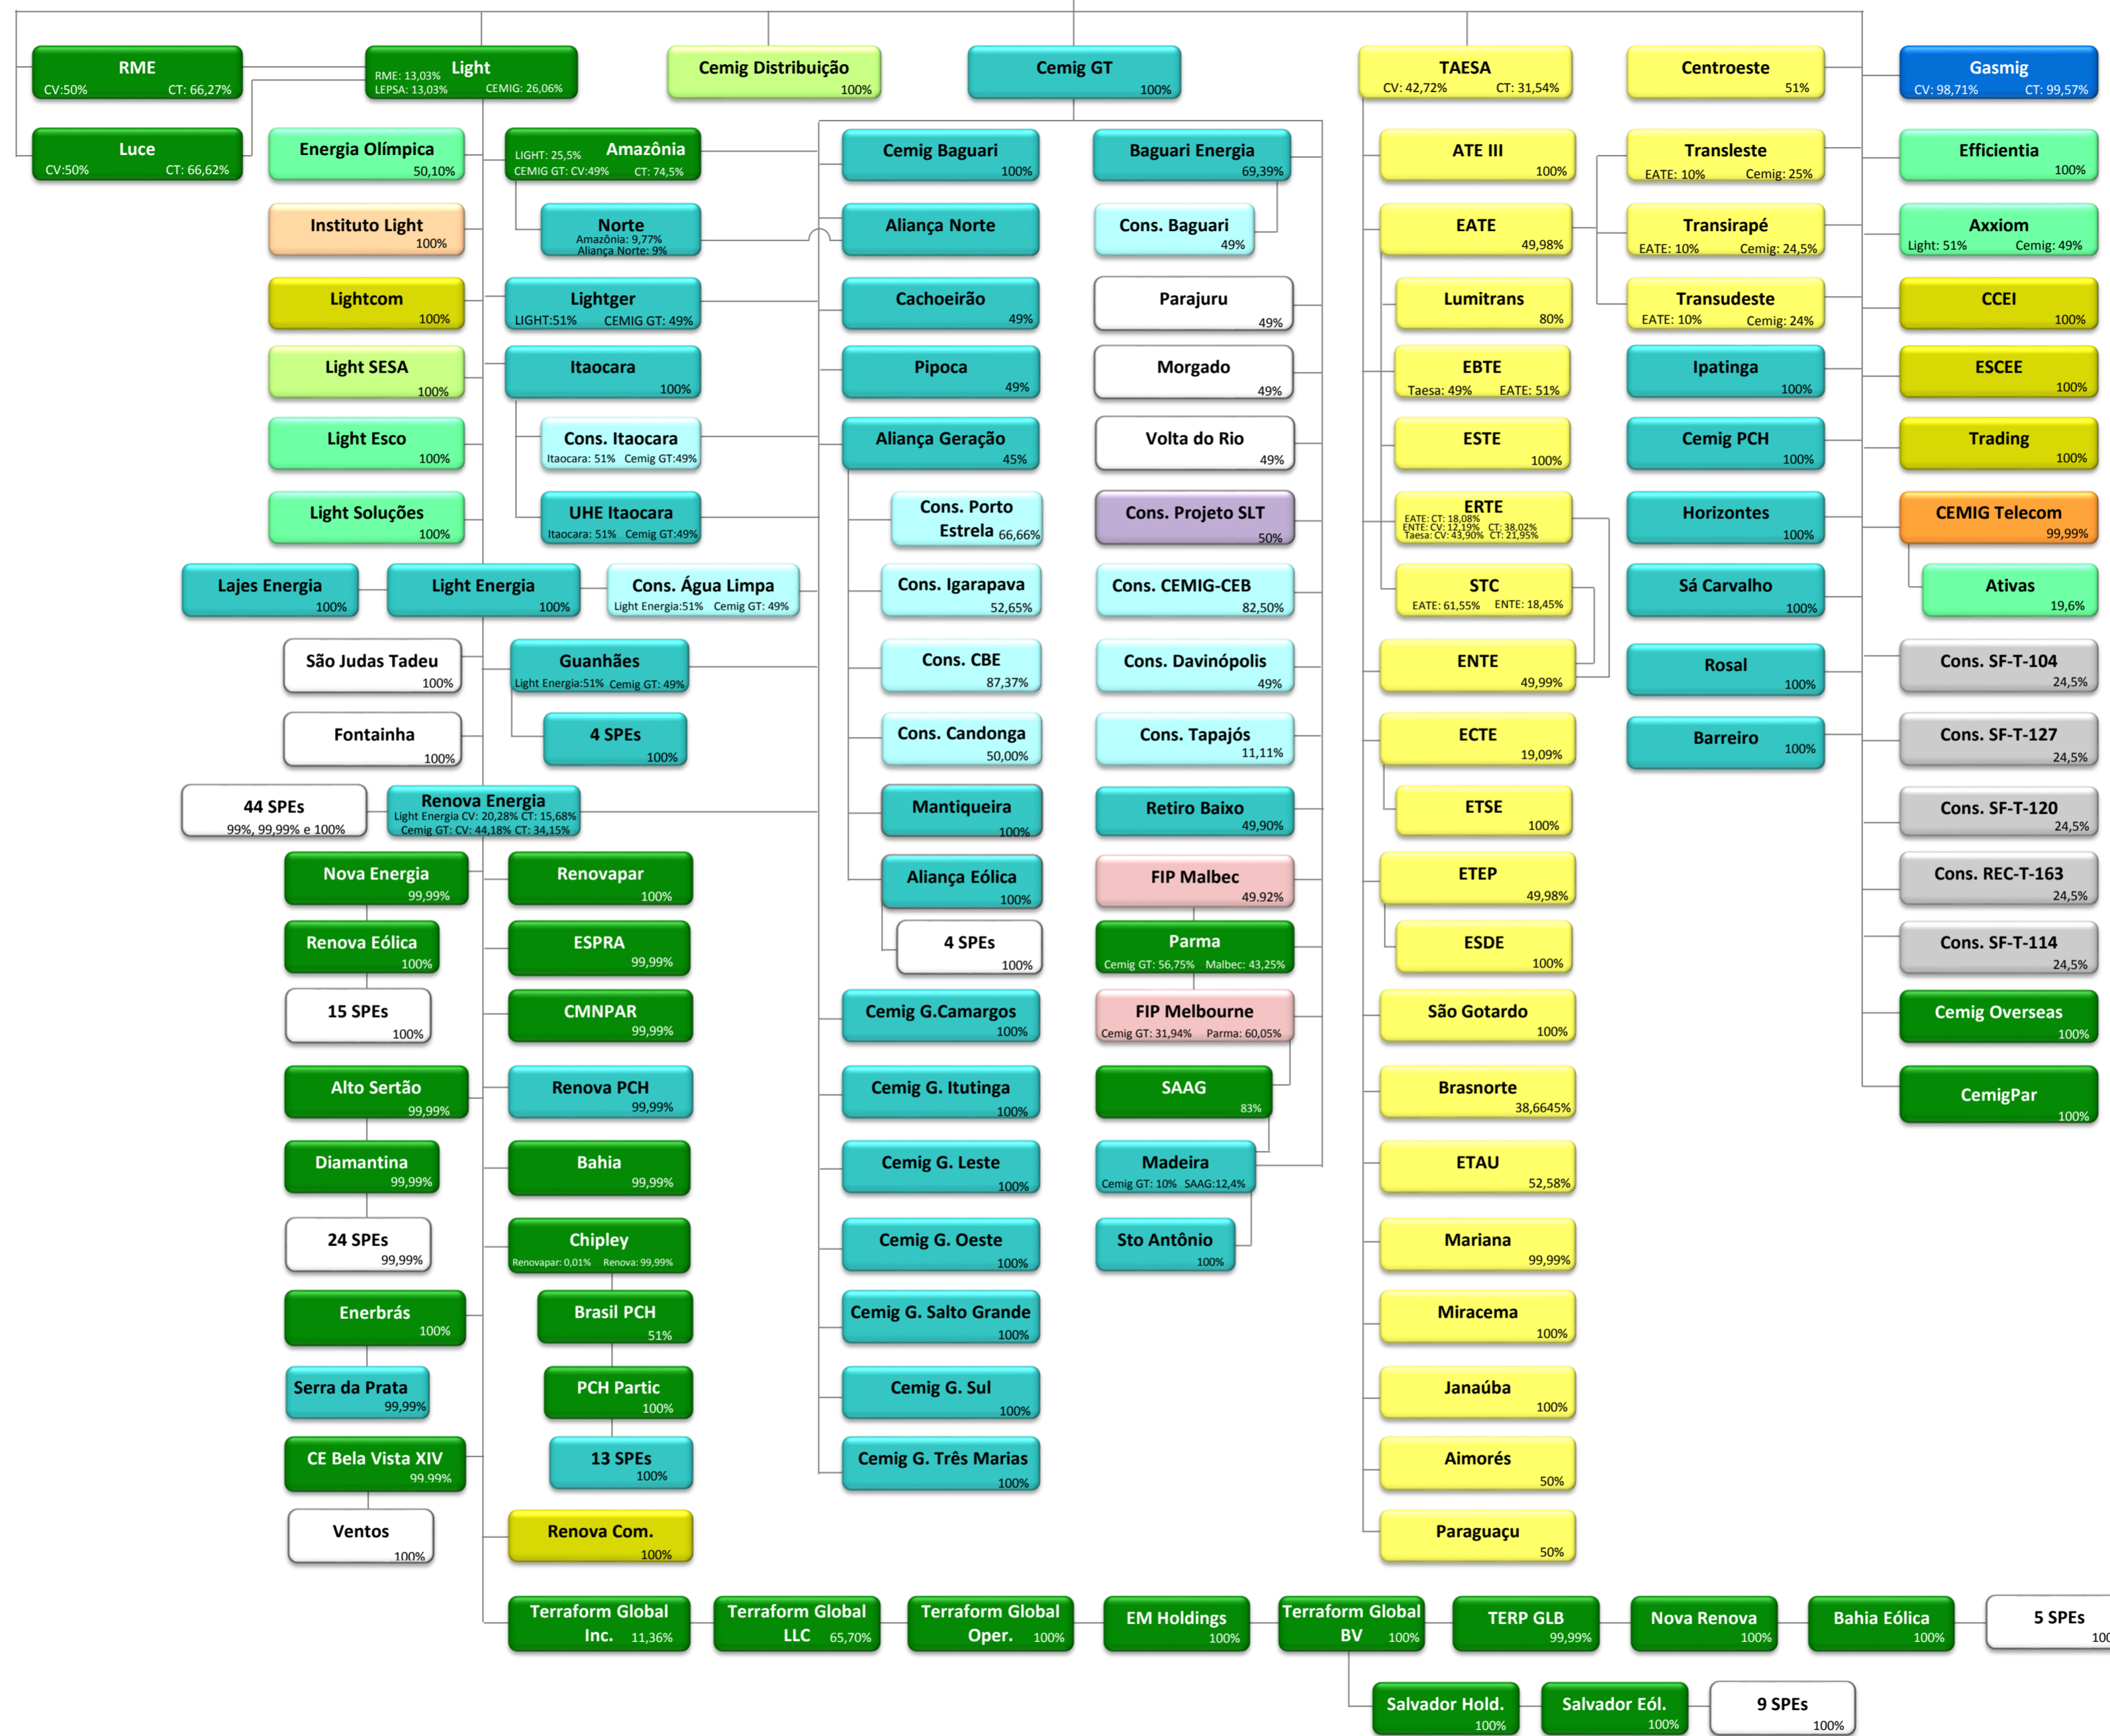 RME
CV:50% CT: 66,27%
Light
RME: 13,03%
LEPSA: 13,03% CEMIG: 26,06%
Cemig Distribuição
100%
Cemig GT
100%
TAESA
CV: 42,72% CT: 31,54%
Centroeste
51%
Gasmig
CV: 98,71% CT: 99,57%
Luce
CV:50% CT: 66,62%
Energia Olímpica
50,10%
LIGHT: 25,5% Amazônia
CEMIG GT: CV:49% CT: 74,5%
Cemig Baguari
100%
Baguari Energia
69,39%
ATE III
100%
Transleste
EATE: 10% Cemig: 25%
Efficientia
100%
Instituto Light
100%
Norte
Amazônia: 9,77%
Aliança Norte: 9%
Aliança Norte
Cons. Baguari
49%
EATE
49,98%
Transirapé
EATE: 10% Cemig: 24,5%
Axxiom
Light: 51% Cemig: 49%
Lightcom
100%
Lightger
LIGHT:51% CEMIG GT: 49%
Cachoeirão
49%
Parajuru
49%
Lumitrans
80%
Transudeste
EATE: 10% Cemig: 24%
CCEI
100%
Light SESA
100%
Itaocara
100%
Pipoca
49%
Morgado
49%
EBTE
Taesa: 49% EATE: 51%
Ipatinga
100%
ESCEE
100%
Light Esco
100%
Cons. Itaocara
Itaocara: 51% Cemig GT:49%
Aliança Geração
45%
Volta do Rio
49%
ESTE
100%
Cemig PCH
100%
Trading
100%
Light Soluções
100%
UHE Itaocara
Itaocara: 51% Cemig GT:49%
Cons. Porto
Estrela 66,66%
Cons. Projeto SLT
50%
ERTE
EATE: CT: 18,08%
ENTE: CV: 12,19% CT: 38,02%
Taesa: CV: 43,90% CT: 21,95%
Horizontes
100%
CEMIG Telecom
99,99%
Lajes Energia
100%
Light Energia
100%
Cons. Água Limpa
Light Energia:51% Cemig GT: 49%
Cons. Igarapava
52,65%
Cons. CEMIG-CEB
82,50%
STC
EATE: 61,55% ENTE: 18,45%
Sá Carvalho
100%
Ativas
19,6%
São Judas Tadeu
100%
Guanhães
Light Energia:51% Cemig GT: 49%
Cons. CBE
87,37%
Cons. Davinópolis
49%
ENTE
49,99%
Rosal
100%
Cons. SF-T-104
24,5%
Fontainha
100%
4 SPEs
100%
Cons. Candonga
50,00%
Cons. Tapajós
11,11%
ECTE
19,09%
Barreiro
100%
Cons. SF-T-127
24,5%
44 SPEs
99%, 99,99% e 100%
Renova Energia
Light Energia CV: 20,28% CT: 15,68%
Cemig GT: CV: 44,18% CT: 34,15%
Mantiqueira
100%
Retiro Baixo
49,90%
ETSE
100%
Cons. SF-T-120
24,5%
Nova Energia
99,99%
Renovapar
100%
Aliança Eólica
100%
FIP Malbec
49.92%
ETEP
49,98%
Cons. REC-T-163
24,5%
Renova Eólica
100%
ESPRA
99,99%
4 SPEs
100%
Parma
Cemig GT: 56,75% Malbec: 43,25%
ESDE
100%
Cons. SF-T-114
24,5%
15 SPEs
100%
CMNPAR
99,99%
Cemig G.Camargos
100%
FIP Melbourne
Cemig GT: 31,94% Parma: 60,05%
São Gotardo
100%
Cemig Overseas
100%
Alto Sertão
99,99%
Renova PCH
99,99%
Cemig G. Itutinga
100%
SAAG
83%
Brasnorte
38,6645%
CemigPar
100%
Diamantina
99,99%
Bahia
99,99%
Cemig G. Leste
100%
Madeira
Cemig GT: 10% SAAG:12,4%
ETAU
52,58%
24 SPEs
99,99%
Chipley
Renovapar: 0,01% Renova: 99,99%
Cemig G. Oeste
100%
Sto Antônio
100%
Mariana
99,99%
Enerbrás
100%
Brasil PCH
51%
Cemig G. Salto Grande
100%
Miracema
100%
Serra da Prata
99,99%
PCH Partic
100%
Cemig G. Sul
100%
Janaúba
100%
CE Bela Vista XIV
99.99%
13 SPEs
100%
Cemig G. Três Marias
100%
Aimorés
50%
Ventos
100%
Renova Com.
100%
Paraguaçu
50%
Terraform Global
Inc. 11,36%
Terraform Global
LLC 65,70%
Terraform Global
Oper. 100%
EM Holdings
100%
Terraform Global
BV 100%
TERP GLB
99,99%
Nova Renova
100%
Bahia Eólica
100%
5 SPEs
Salvador Hold.
100%
Salvador Eól.
100%
9 SPEs
100%